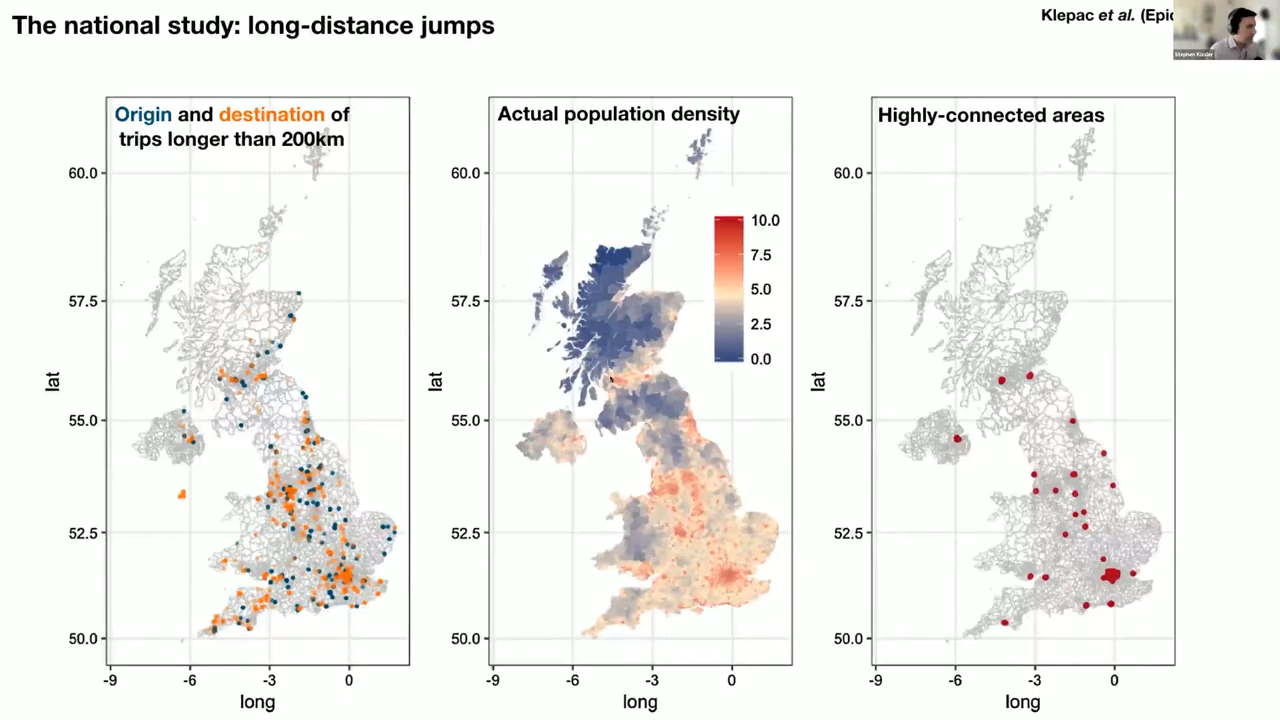 The national study: long-distance jumps
Klepac et al. (Epid
Stephen Kissler
Origin and destination of
trips longer than 200km
60.0
57.5
55.0
52.5
50.0
lat
-9
-6
-3
0
long
Actual population density
10.0
7.5
5.0
2.5
0.0
60.0
57.5
55.0
52.5
50.0
lat
-9
-6
-3
0
long
Highly-connected areas
60.0
57.5
55.0
52.5
50.0
lat
-9
-6
-3
0
long